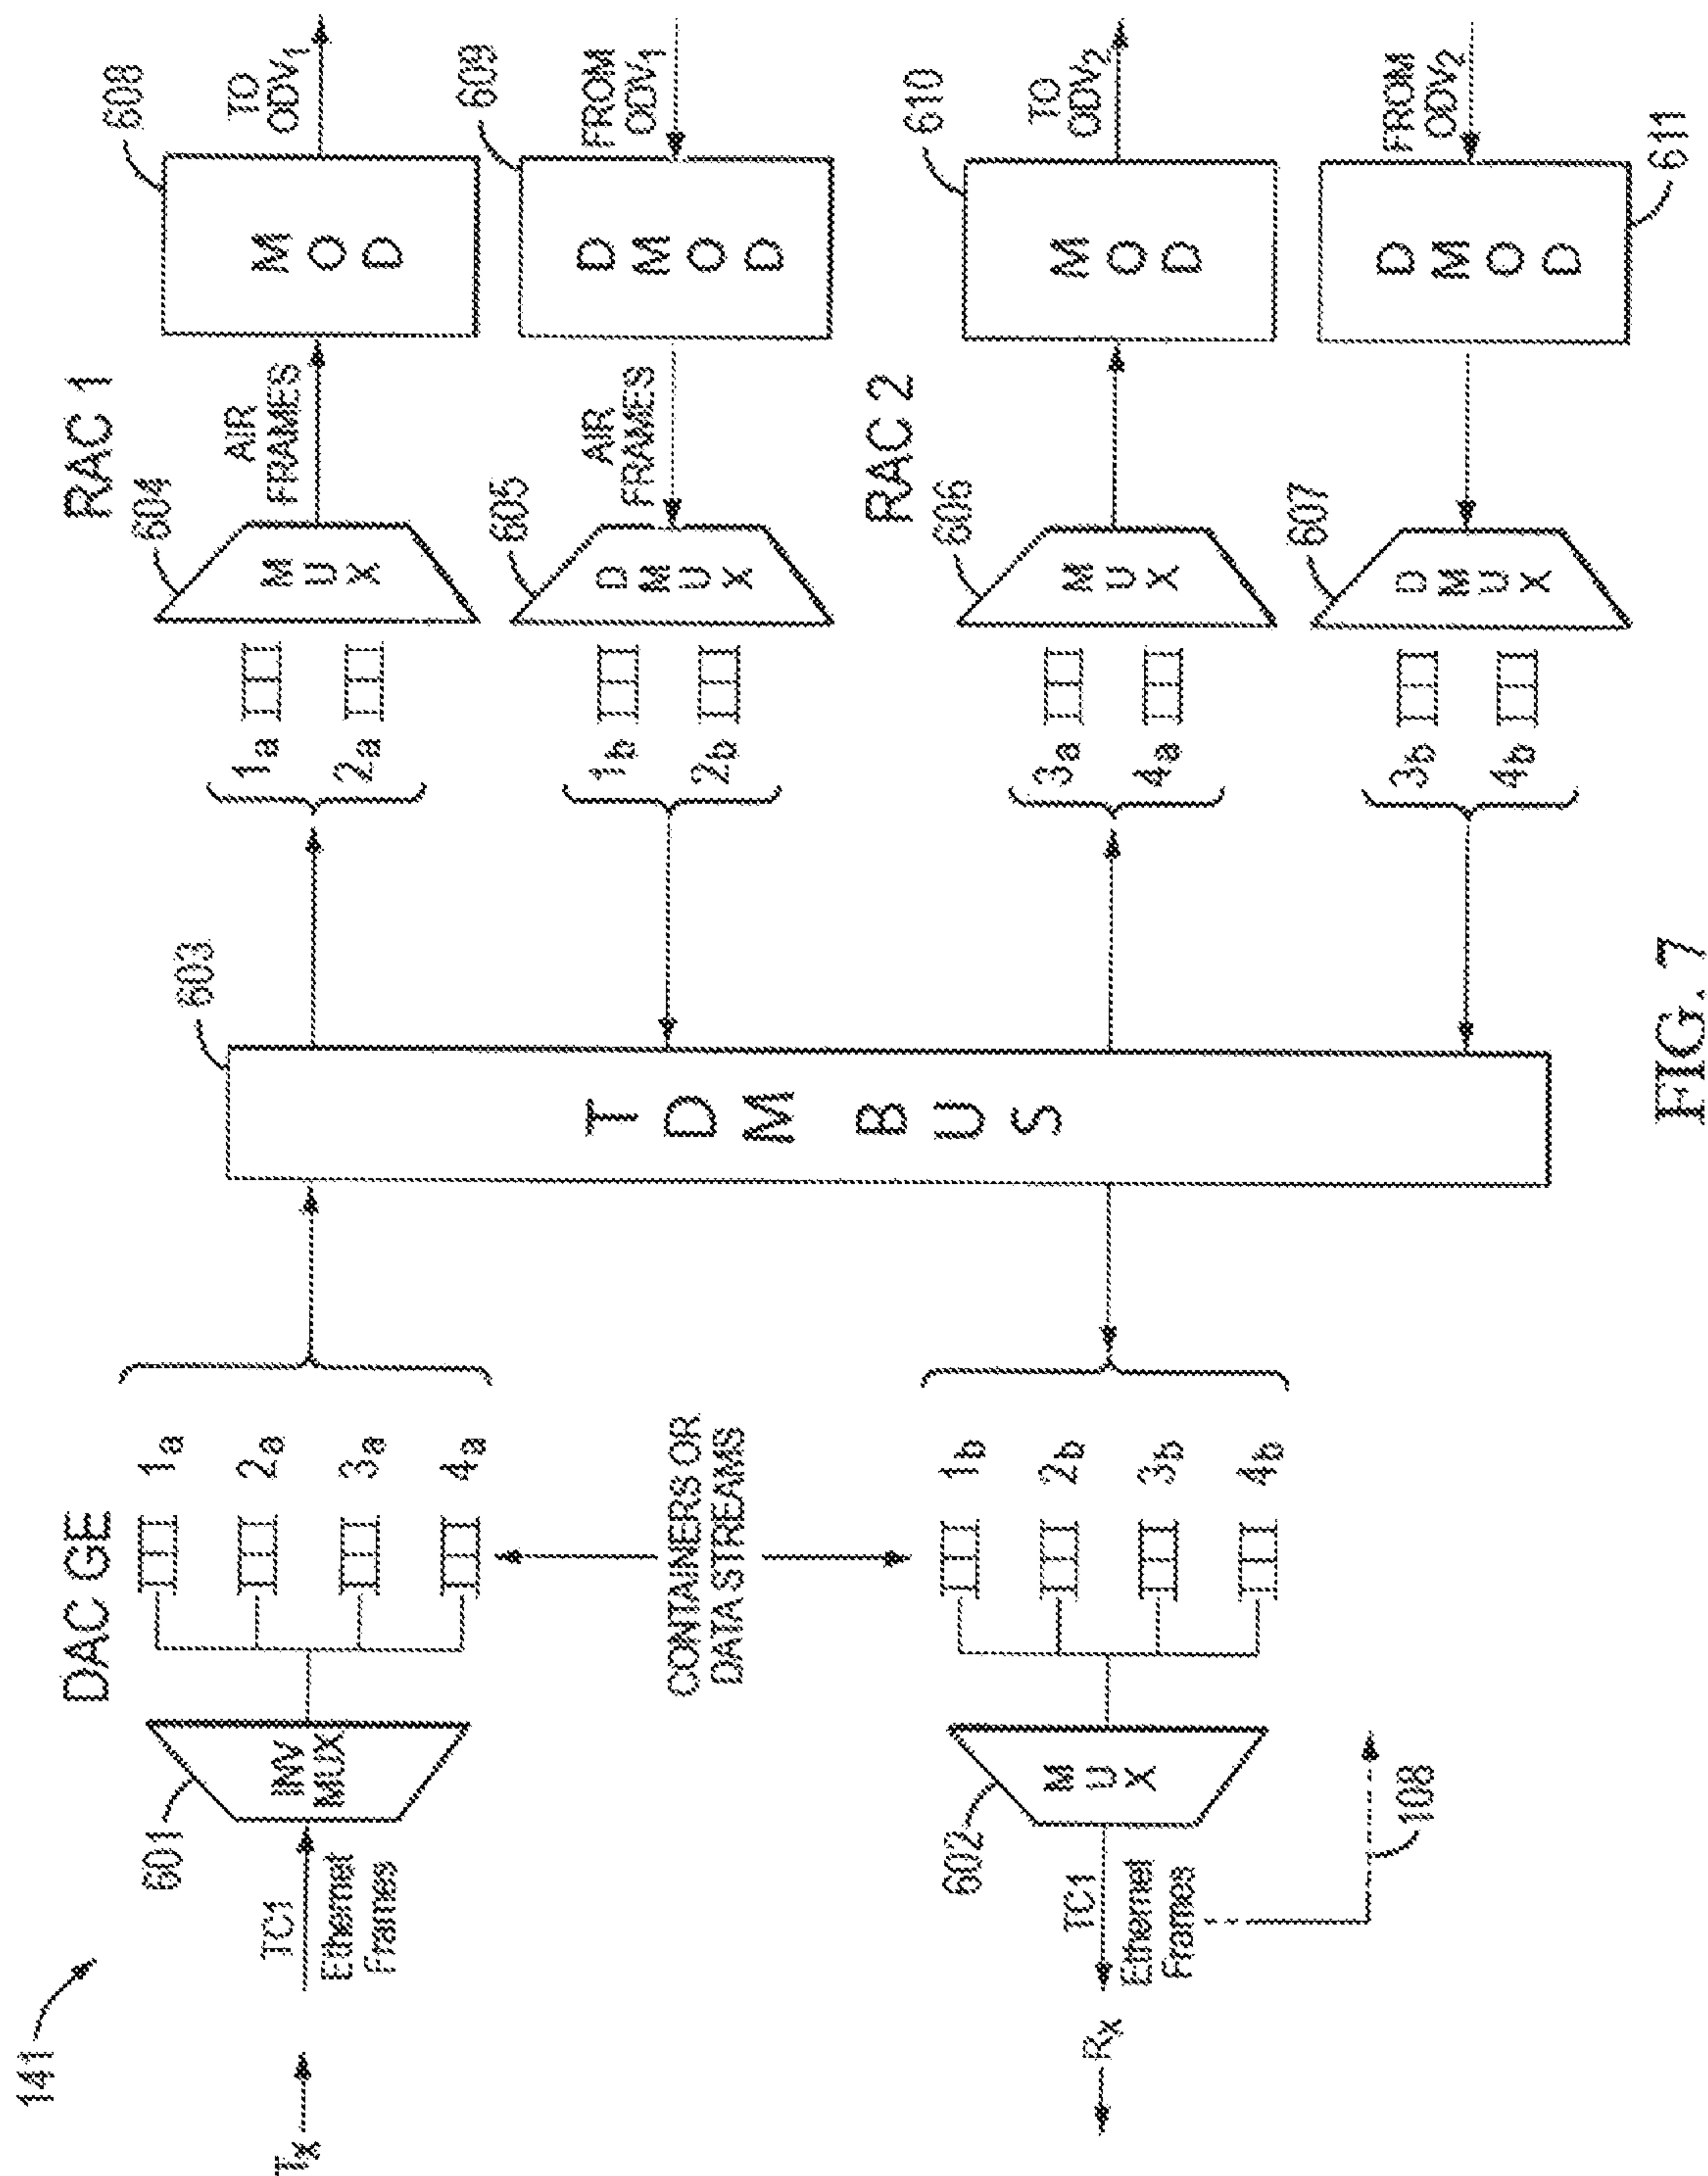 141
DAC GE
RAC 1
Tx
TC1
Ethernet
Frames
601
INV
MUX
1a
2a
3a
4a
603
TDM BUS
1a
2a
604
MUX
AIR
FRAMES
608
MOD
TO
ODV1
1b
2b
605
DMUX
AIR
FRAMES
609
DMOD
FROM
ODV1
CONTAINERS OR
DATA STREAMS
RAC 2
Rx
TC1
Ethernet
Frames
108
602
MUX
1b
2b
3b
4b
3a
4a
606
MUX
610
MOD
TO
ODV2
3b
4b
607
DMUX
DMOD
611
FROM
ODV2
FIG. 7